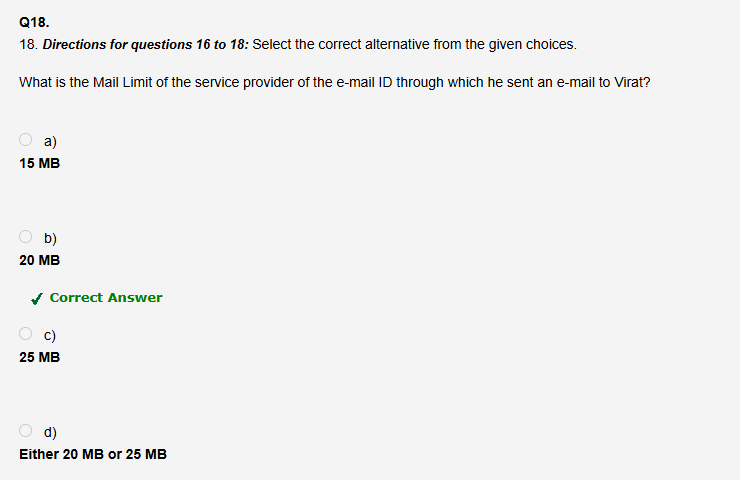 Q18.
18. Directions for questions 16 to 18: Select the correct alternative from the given choices.
What is the Mail Limit of the service provider of the e-mail ID through which he sent an e-mail to Virat?
a)
15 MB
b)
20 MB
✓ Correct Answer
c)
25 MB
d)
Either 20 MB or 25 MB